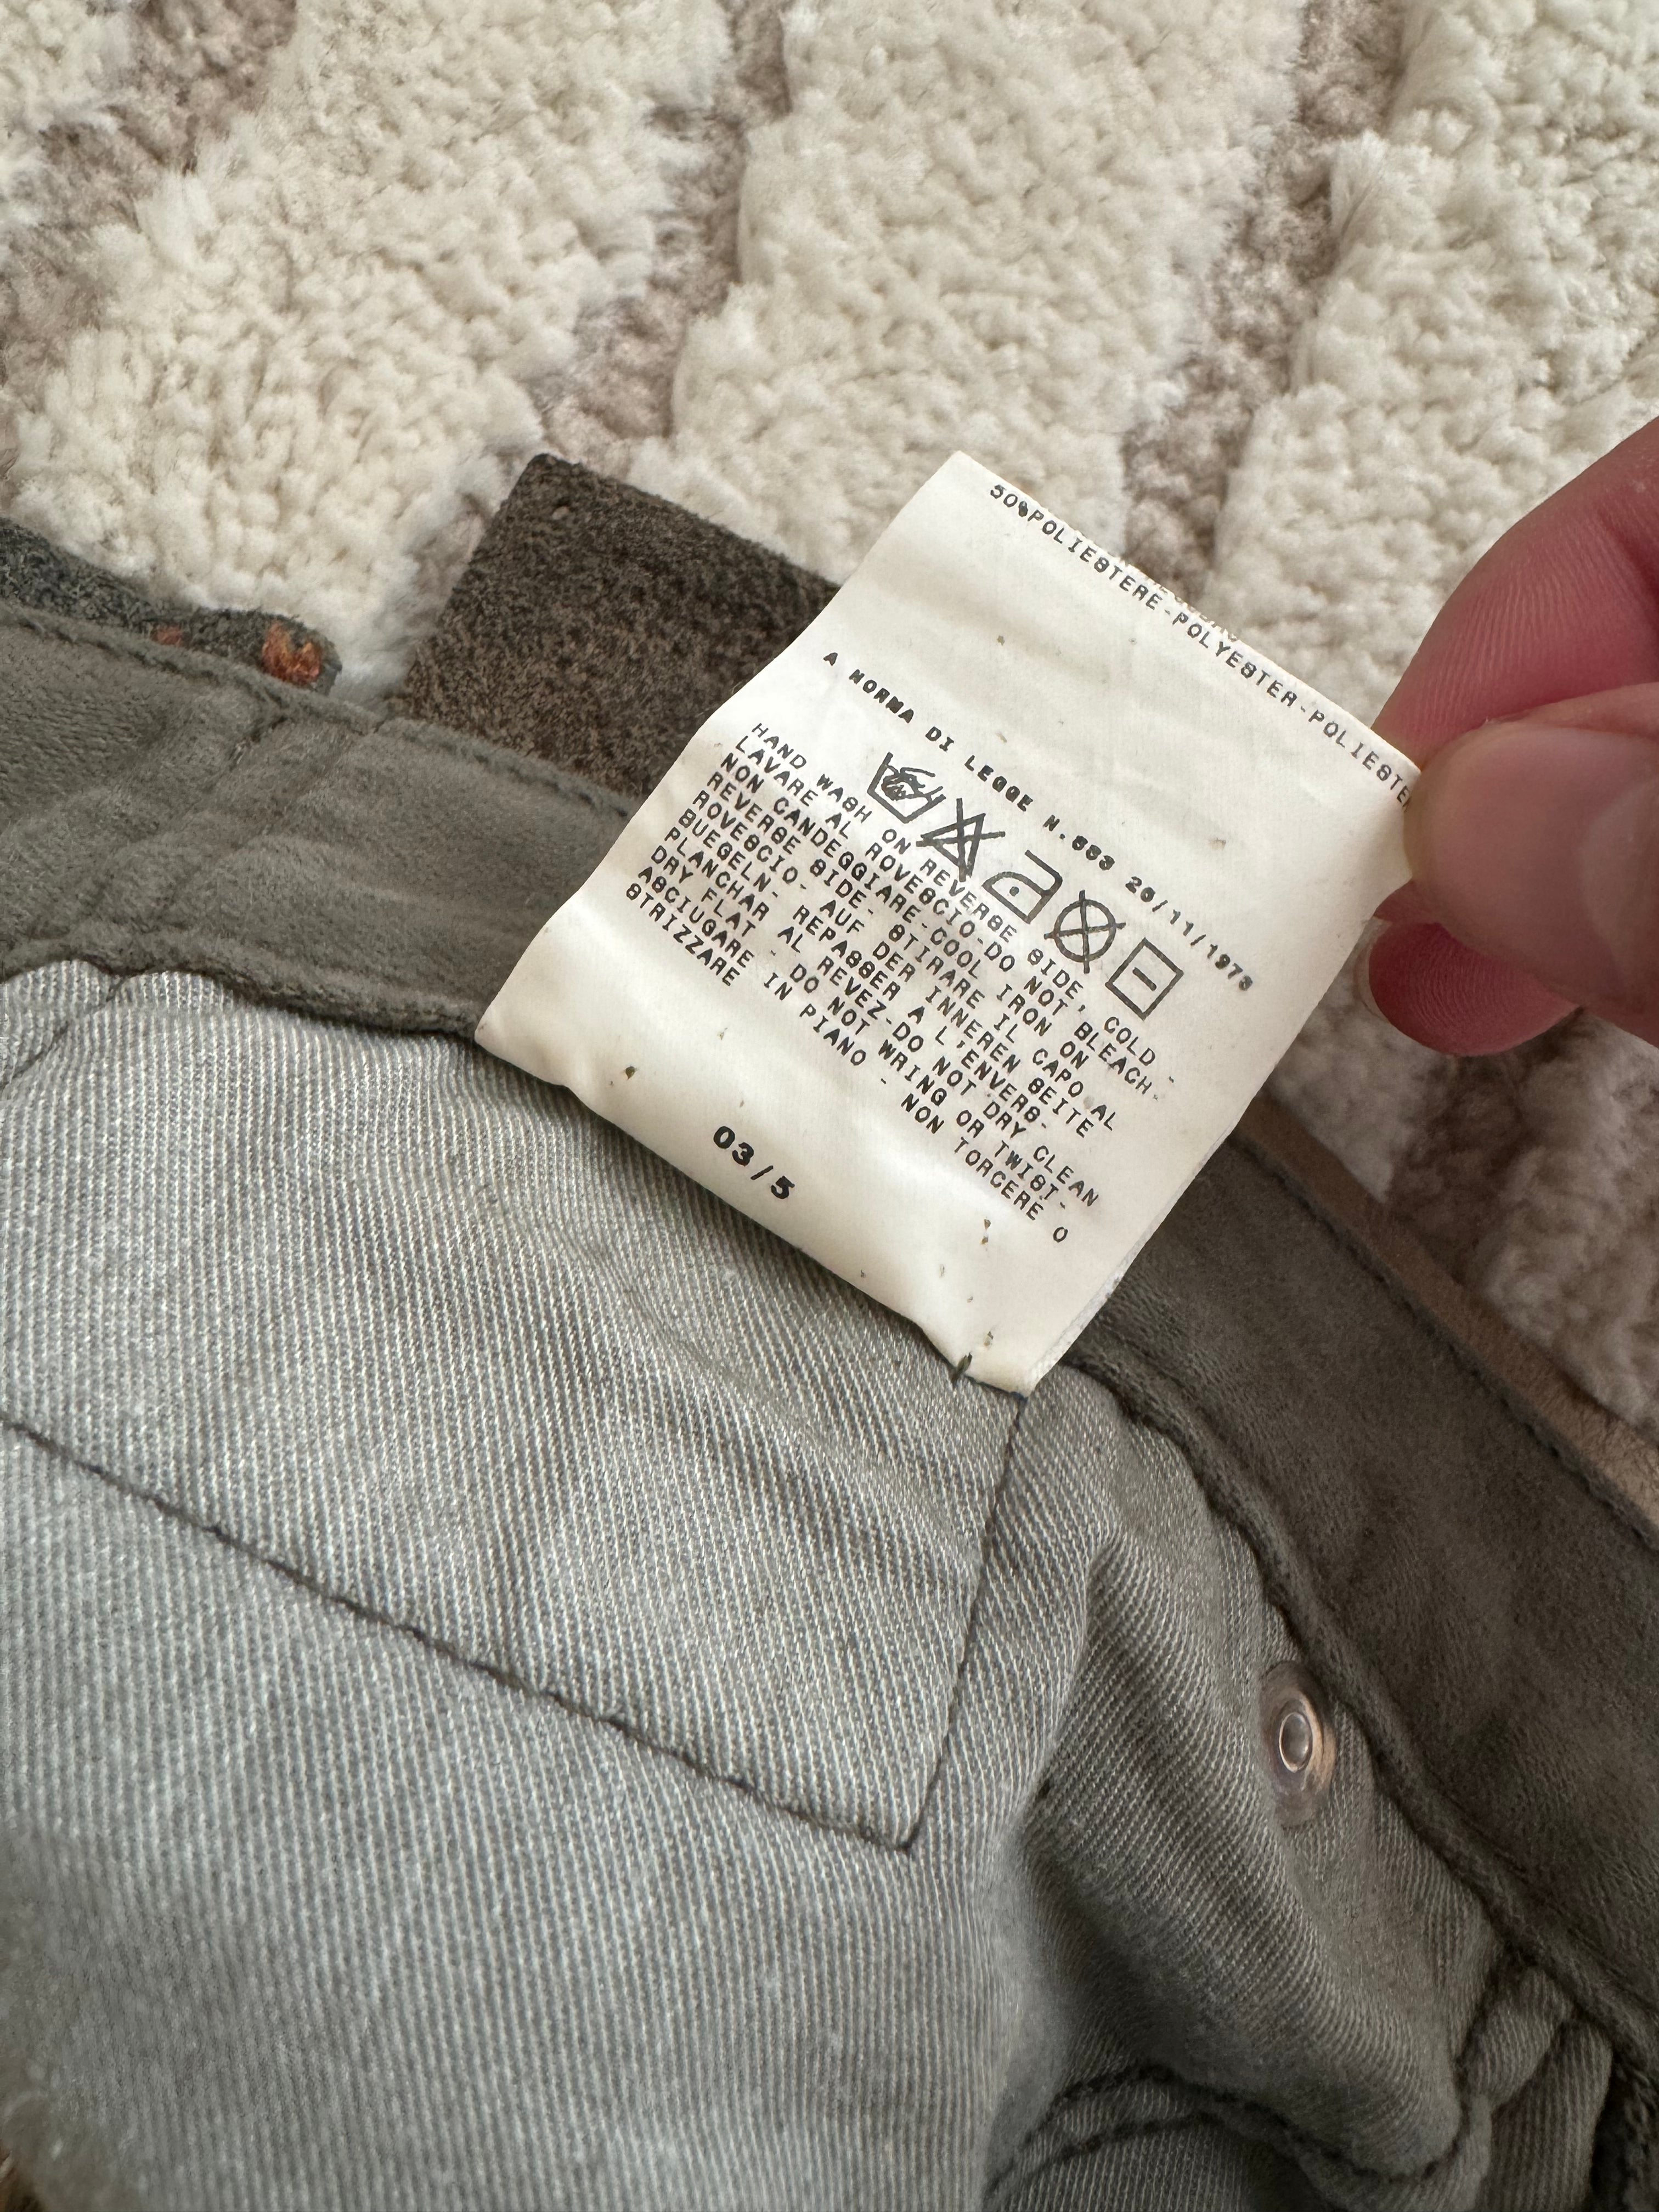 50%POLIESTERE-POLYESTER-POLIESTE
A NORMA DI LEGGE N.883 26/11/1973
HAND WASH ON REVERSE SIDE, COLD -
LAVARE AL ROVESCIO-DO NOT BLEACH-
NON CANDEGGIARE-COOL IRON ON
REVERSE SIDE- STIRARE IL CAPO AL
ROVESCIO- AUF DER INNEREN SEITE
BUEGELN- REPASSER A L'ENVERS-
PLANCHAR AL REVEZ-DO NOT DRY CLEAN
DRY FLAT - DO NOT WRING OR TWIST -
ASCIUGARE IN PIANO - NON TORCERE O
STRIZZARE
03/5